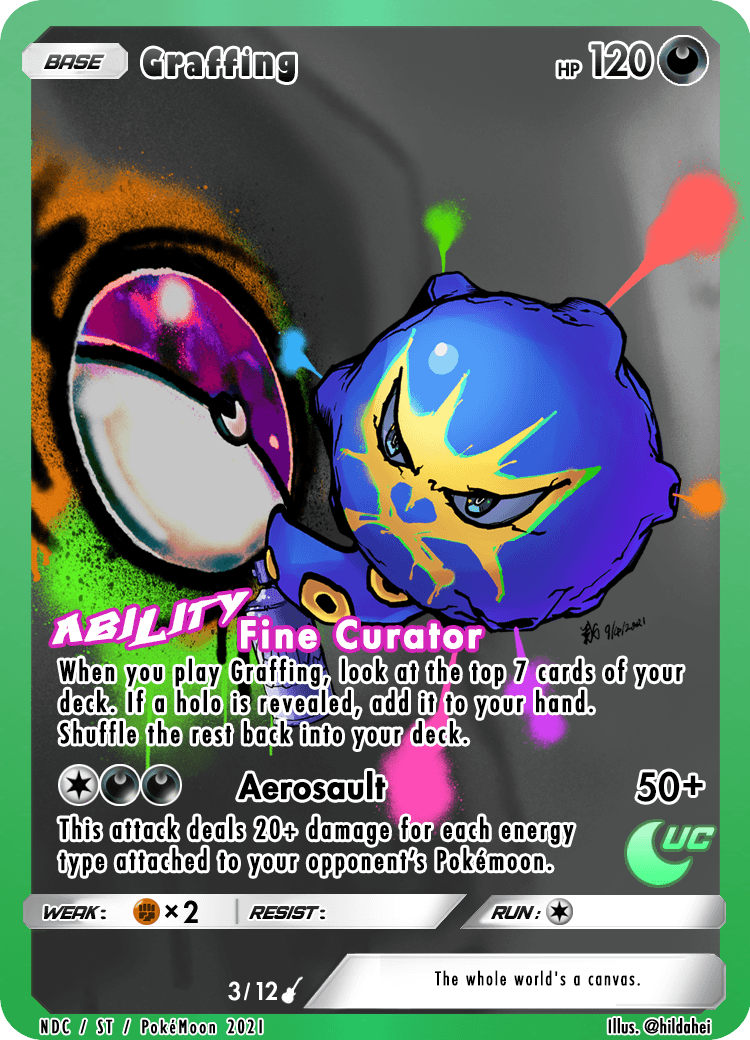 BASE Graffing HP 120
9/4/2021
ABILITY Fine Curator
When you play Graffing, look at the top 7 cards of your
deck. If a holo is revealed, add it to your hand.
Shuffle the rest back into your deck.
Aerosault 50+
This attack deals 20+ damage for each energy
type attached to your opponent's Pokémoon.
UC
WEAK: ×2 RESIST: RUN:
3/12
The whole world's a canvas.
NDC / ST / PokéMoon 2021 Illus. @hildahei